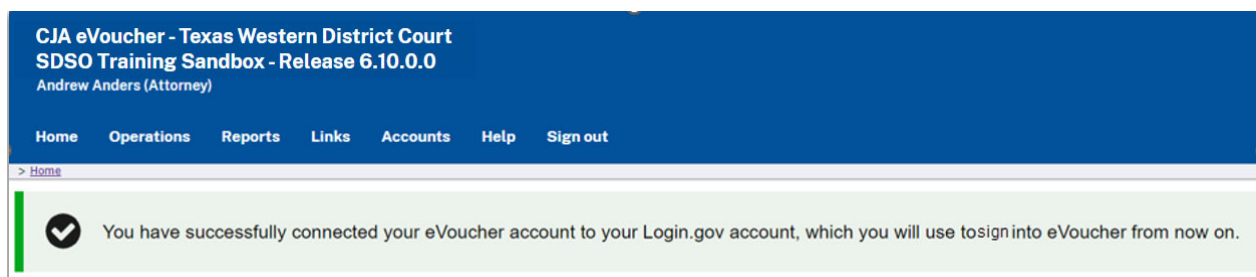 CJA eVoucher - Texas Western District Court
SDSO Training Sandbox - Release 6.10.0.0
Andrew Anders (Attorney)
Home Operations Reports Links Accounts Help Sign out
> Home
You have successfully connected your eVoucher account to your Login.gov account, which you will use tosign into eVoucher from now on.